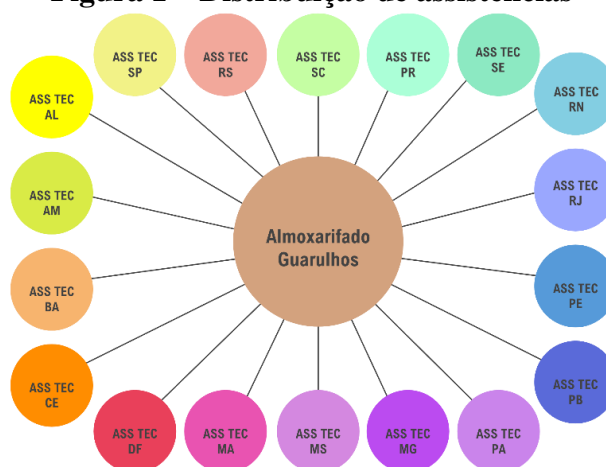 ASS TEC
SP
ASS TEC
RS
ASS TEC
SC
ASS TEC
PR
ASS TEC
SE
ASS TEC
AL
ASS TEC
RN
ASS TEC
AM
ASS TEC
RJ
Almoxarifado
Guarulhos
ASS TEC
BA
ASS TEC
PE
ASS TEC
CE
ASS TEC
PB
ASS TEC
DF
ASS TEC
MA
ASS TEC
MS
ASS TEC
MG
ASS TEC
PA